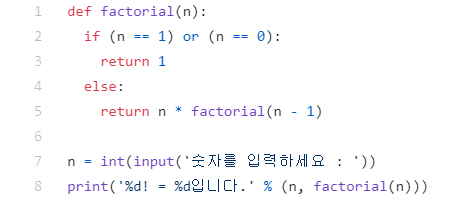 1 def factorial(n):
2   if (n == 1) or (n == 0):
3     return 1
4   else:
5     return n * factorial(n - 1)
6
7 n = int(input('숫자를 입력하세요 : '))
8 print('%d! = %d입니다.' % (n, factorial(n)))